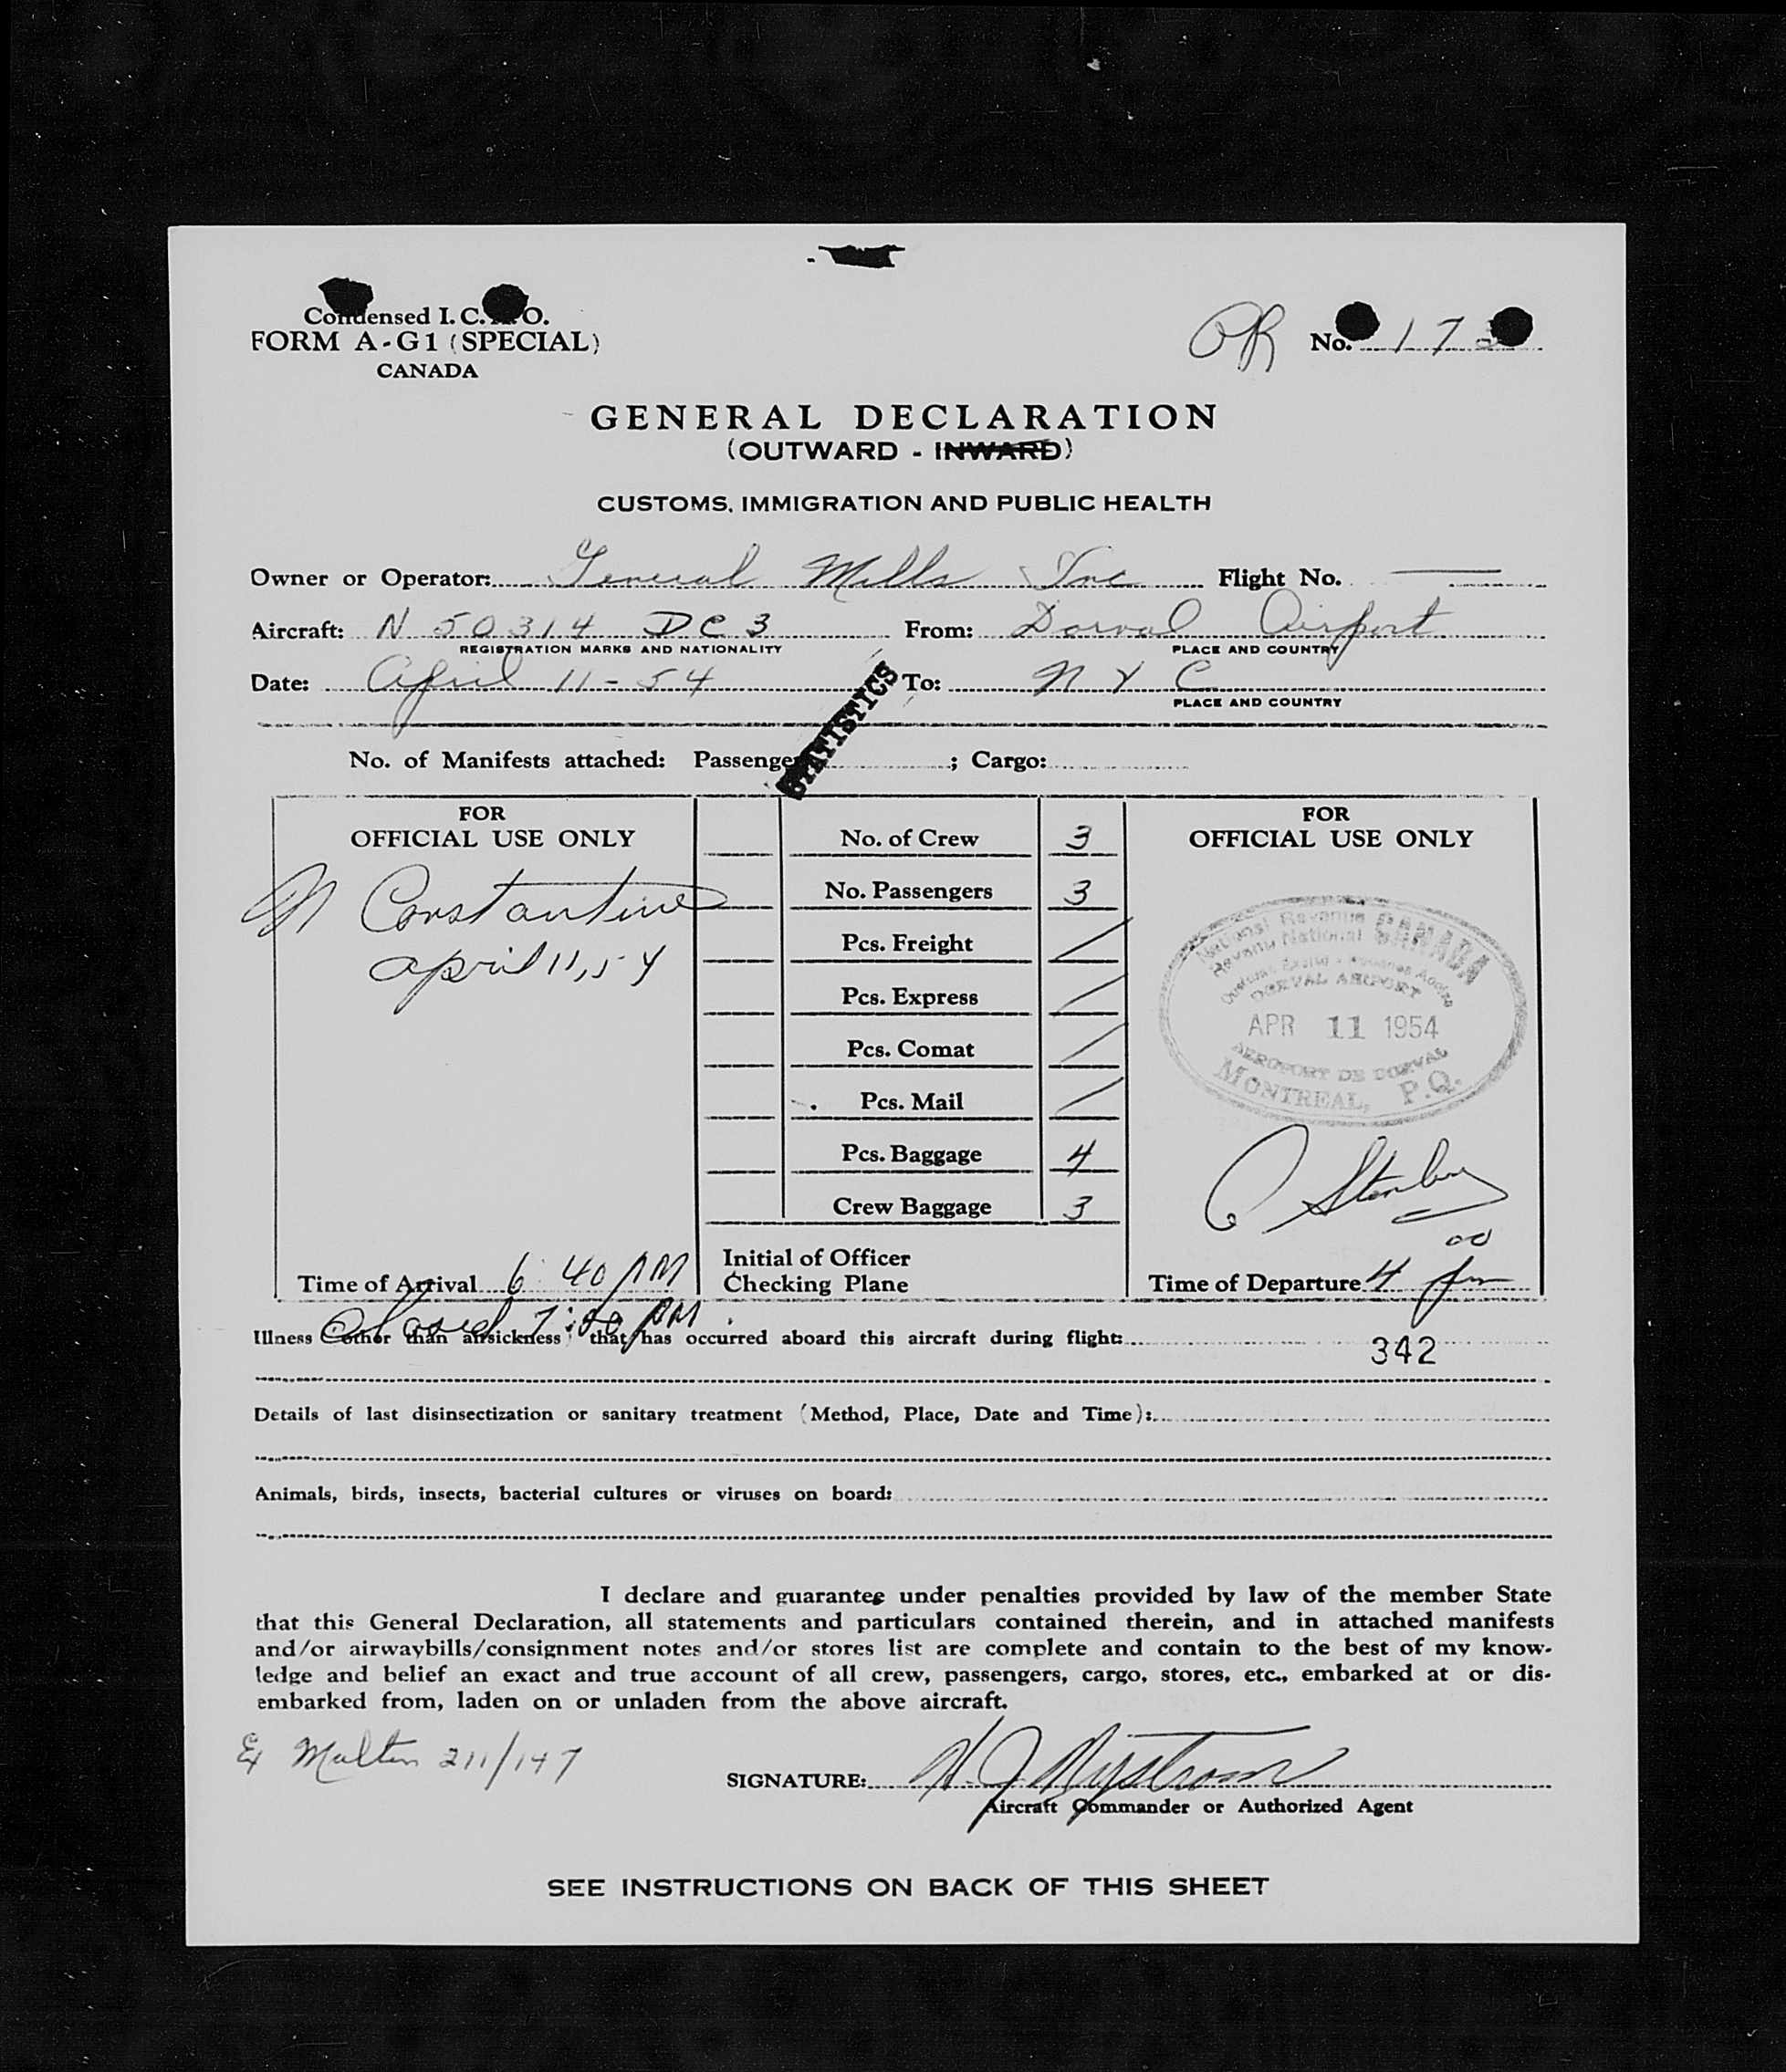 Condensed I. C. A. O.
FORM A-G1 (SPECIAL)
CANADA
No. 173
GENERAL DECLARATION
(OUTWARD - INWARD)
CUSTOMS, IMMIGRATION AND PUBLIC HEALTH
Owner or Operator: General Mills Inc Flight No. —
Aircraft: N 50314 DC3 From: Dorval Airport
REGISTRATION MARKS AND NATIONALITY PLACE AND COUNTRY
Date: April 11-54 To: N Y C
PLACE AND COUNTRY
STATISTICS
No. of Manifests attached: Passenger ; Cargo:
FOR
OFFICIAL USE ONLY
N Constantine
April 11, 54
Time of Arrival 6:40 PM
No. of Crew 3
No. Passengers 3
Pcs. Freight /
Pcs. Express /
Pcs. Comat /
Pcs. Mail /
Pcs. Baggage 4
Crew Baggage 3
Initial of Officer
Checking Plane
FOR
OFFICIAL USE ONLY
National Revenue CANADA
Revenu National
DORVAL AIRPORT
APR 11 1954
AEROPORT DE DORVAL
MONTREAL, P.Q.
Time of Departure 4 pm
Closed PM
Illness (other than airsickness) that has occurred aboard this aircraft during flight:
342
Details of last disinsectization or sanitary treatment (Method, Place, Date and Time):
Animals, birds, insects, bacterial cultures or viruses on board:
I declare and guarantee under penalties provided by law of the member State
that this General Declaration, all statements and particulars contained therein, and in attached manifests
and/or airwaybills/consignment notes and/or stores list are complete and contain to the best of my know-
ledge and belief an exact and true account of all crew, passengers, cargo, stores, etc., embarked at or dis-
embarked from, laden on or unladen from the above aircraft.
Malton 211/147
SIGNATURE: H. J. Nystrom
Aircraft Commander or Authorized Agent
SEE INSTRUCTIONS ON BACK OF THIS SHEET